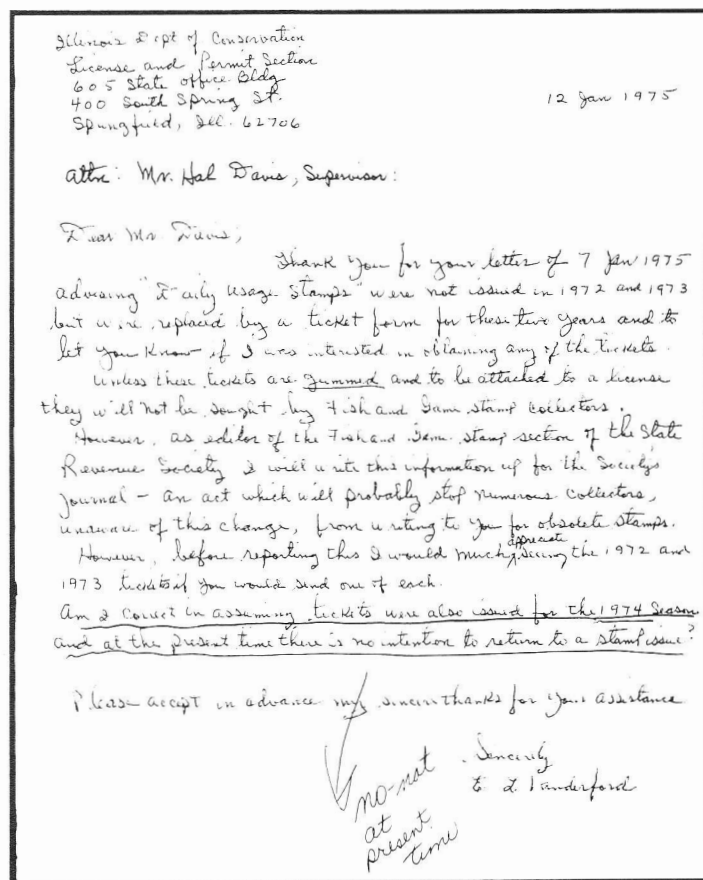 Illinois Dept of Conservation
License and Permit Section
605 State Office Bldg
400 South Spring St.
Springfield, Ill. 62706
12 Jan 1975
Attn: Mr. Hal Davis, Supervisor:
Dear Mr. Davis,
Thank you for your letter of 7 Jan 1975
advising "Daily Usage Stamps" were not issued in 1972 and 1973
but were replaced by a ticket form for these two years and to
let you know if I was interested in obtaining any of the tickets.
Unless these tickets are gummed and to be attached to a license
they will not be sought by Fish and Game stamp collectors.
However, as editor of the Fish and Game stamp section of the State
Revenue Society I will write this information up for the Society's
Journal - an act which will probably stop numerous collectors,
unaware of this change, from writing to you for obsolete stamps.
However, before reporting this I would much appreciate seeing the 1972 and
1973 tickets if you would send one of each.
Am I correct in assuming tickets were also issued for the 1974 Season
and at the present time there is no intention to return to a stamp issue?
Please accept in advance my sincere thanks for your assistance
Sincerely
E. L. Vanderford
no-not
at
present
time